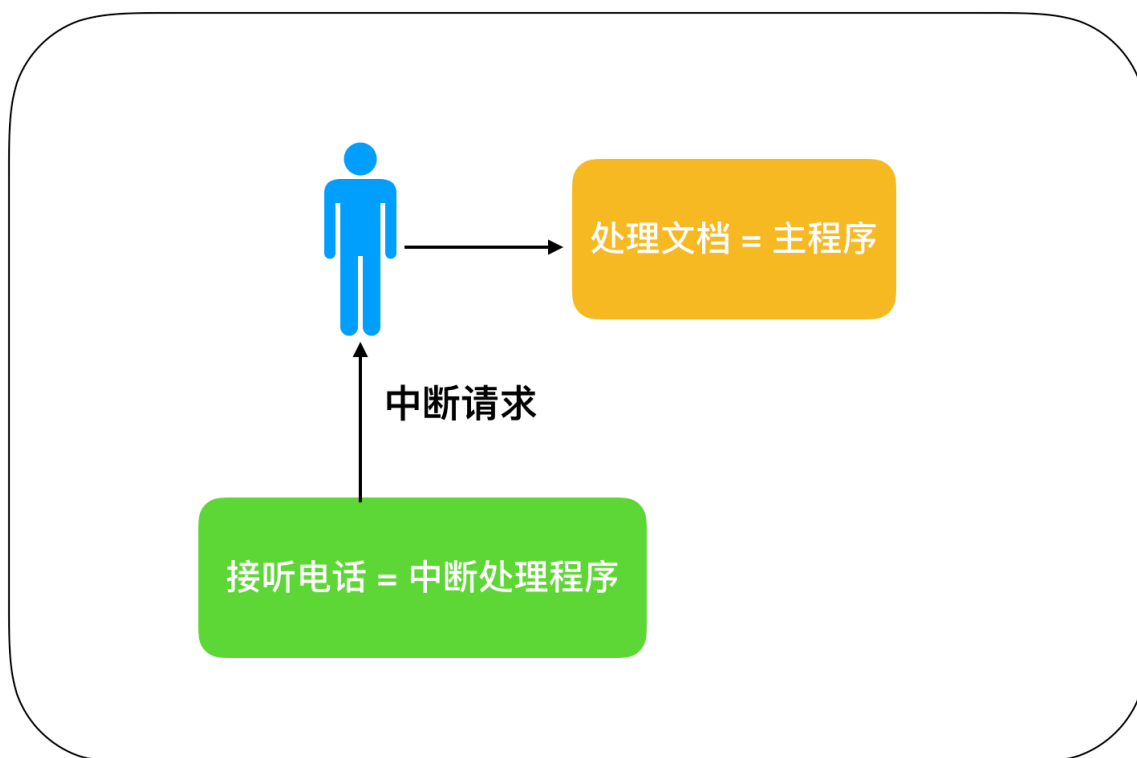 处理文档 = 主程序
中断请求
接听电话 = 中断处理程序